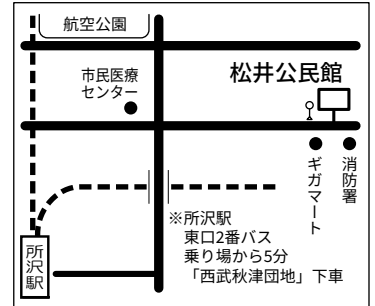 航空公園
市民医療
センター
松井公民館
ギガマート
消防署
※所沢駅
東口2番バス
乗り場から5分
「西武秋津団地」下車
所沢駅